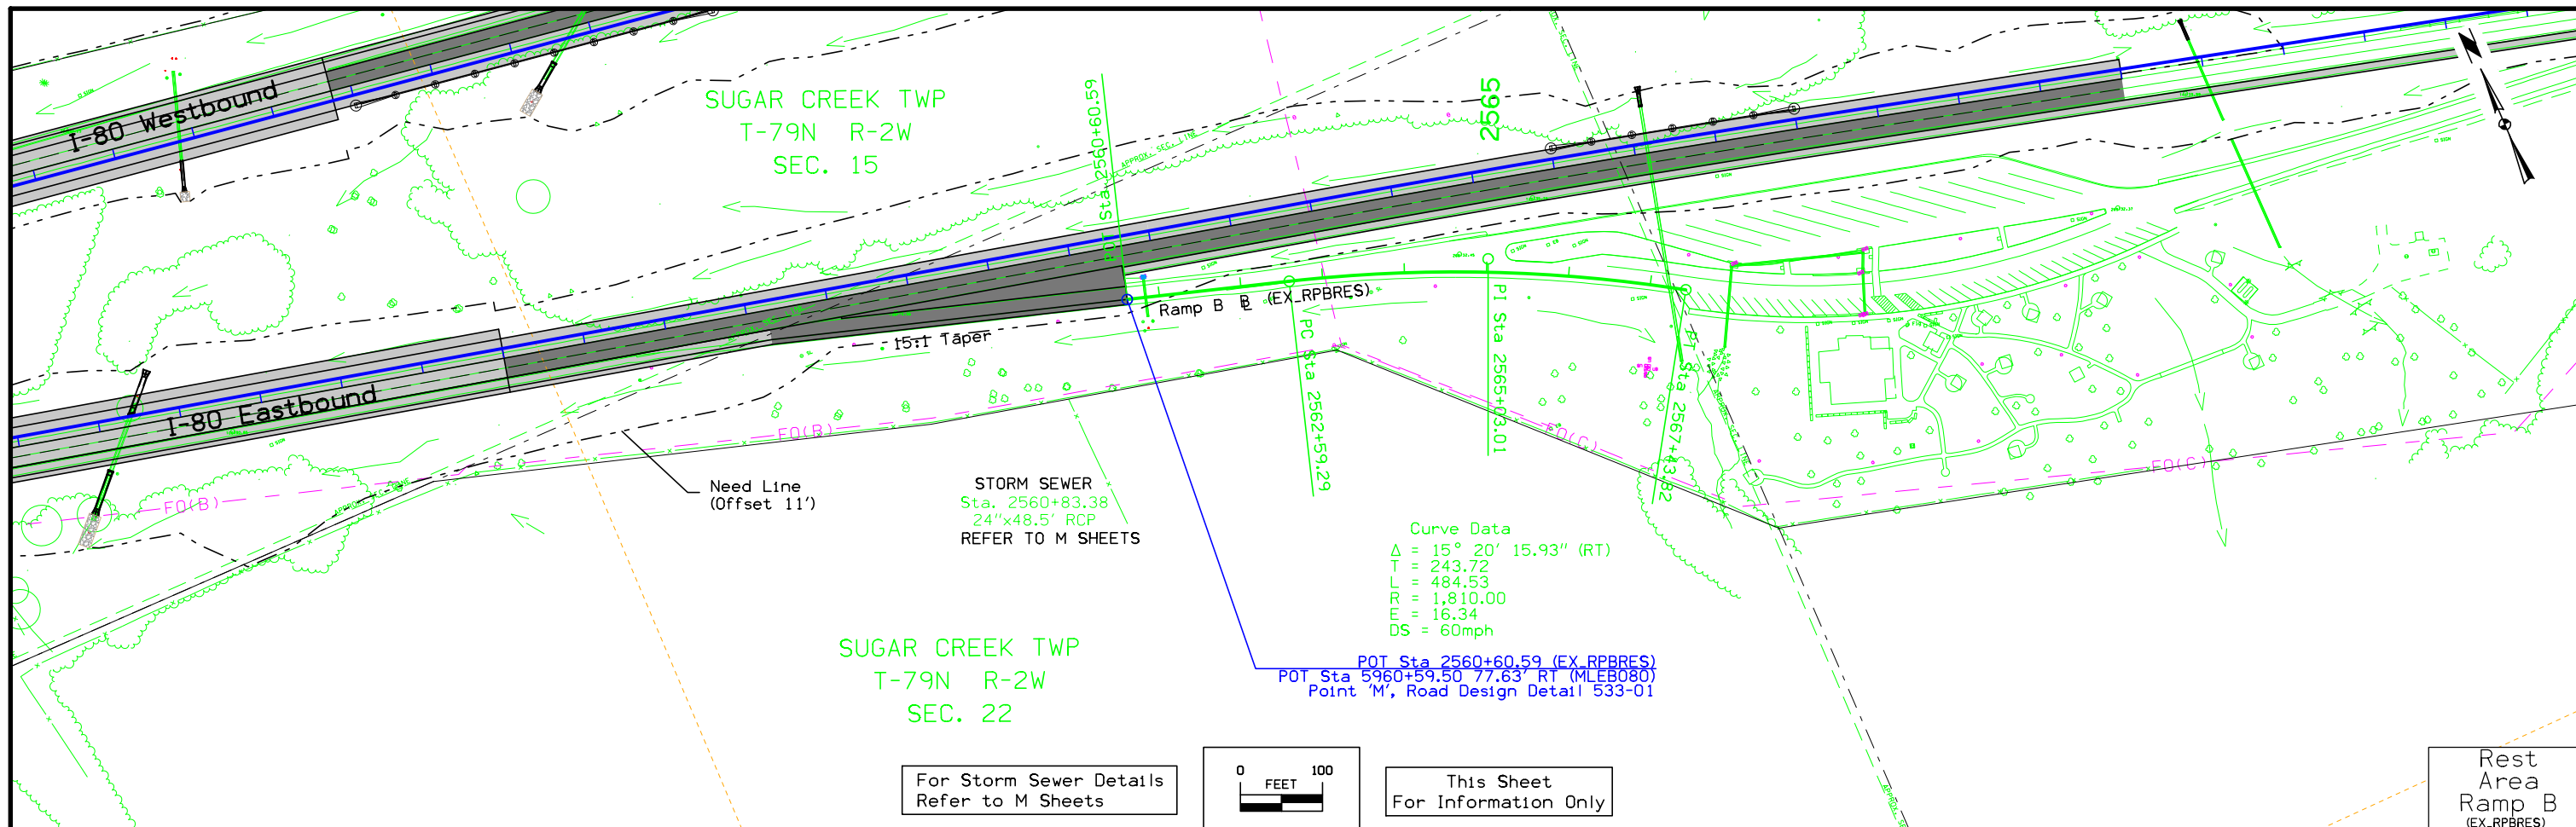 I-80 Westbound
SUGAR CREEK TWP
T-79N R-2W
SEC. 15
POT Sta 2560+60.59
2565
APPROX. SEC. LINE
Ramp B ⅊ (EX_RPBRES)
15:1 Taper
I-80 Eastbound
PC Sta 2562+59.29
PI Sta 2565+03.01
PT Sta 2567+43.82
FO(B)
FO(B)
FO(C)
FO(C)
Need Line
(Offset 11')
STORM SEWER
Sta. 2560+83.38
24"x48.5' RCP
REFER TO M SHEETS
Curve Data
Δ = 15° 20' 15.93" (RT)
T = 243.72
L = 484.53
R = 1,810.00
E = 16.34
DS = 60mph
SUGAR CREEK TWP
T-79N R-2W
SEC. 22
POT Sta 2560+60.59 (EX_RPBRES)
POT Sta 5960+59.50 77.63' RT (MLEB080)
Point 'M', Road Design Detail 533-01
For Storm Sewer Details
Refer to M Sheets
0 100
FEET
This Sheet
For Information Only
Rest
Area
Ramp B
(EX_RPBRES)